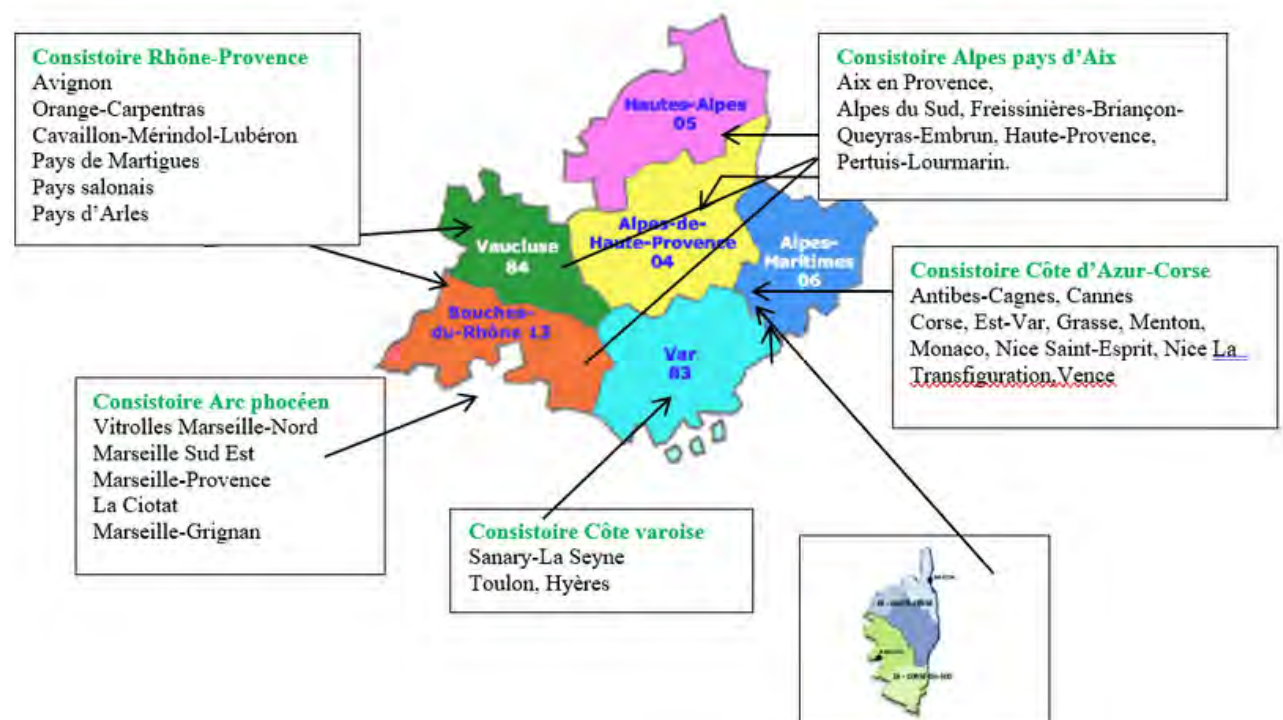 Consistoire Rhône-Provence
Avignon
Orange-Carpentras
Cavaillon-Mérindol-Lubéron
Pays de Martigues
Pays salonais
Pays d'Arles
Consistoire Alpes pays d'Aix
Aix en Provence,
Alpes du Sud, Freissinières-Briançon-
Queyras-Embrun, Haute-Provence,
Pertuis-Lourmarin.
Hautes-Alpes
05
Vaucluse
84
Alpes-de-
Haute-Provence
04
Alpes-
Maritimes
06
Bouches-
du-Rhône 13
Var
83
Consistoire Côte d'Azur-Corse
Antibes-Cagnes, Cannes
Corse, Est-Var, Grasse, Menton,
Monaco, Nice Saint-Esprit, Nice La
Transfiguration,Vence
Consistoire Arc phocéen
Vitrolles Marseille-Nord
Marseille Sud Est
Marseille-Provence
La Ciotat
Marseille-Grignan
Consistoire Côte varoise
Sanary-La Seyne
Toulon, Hyères